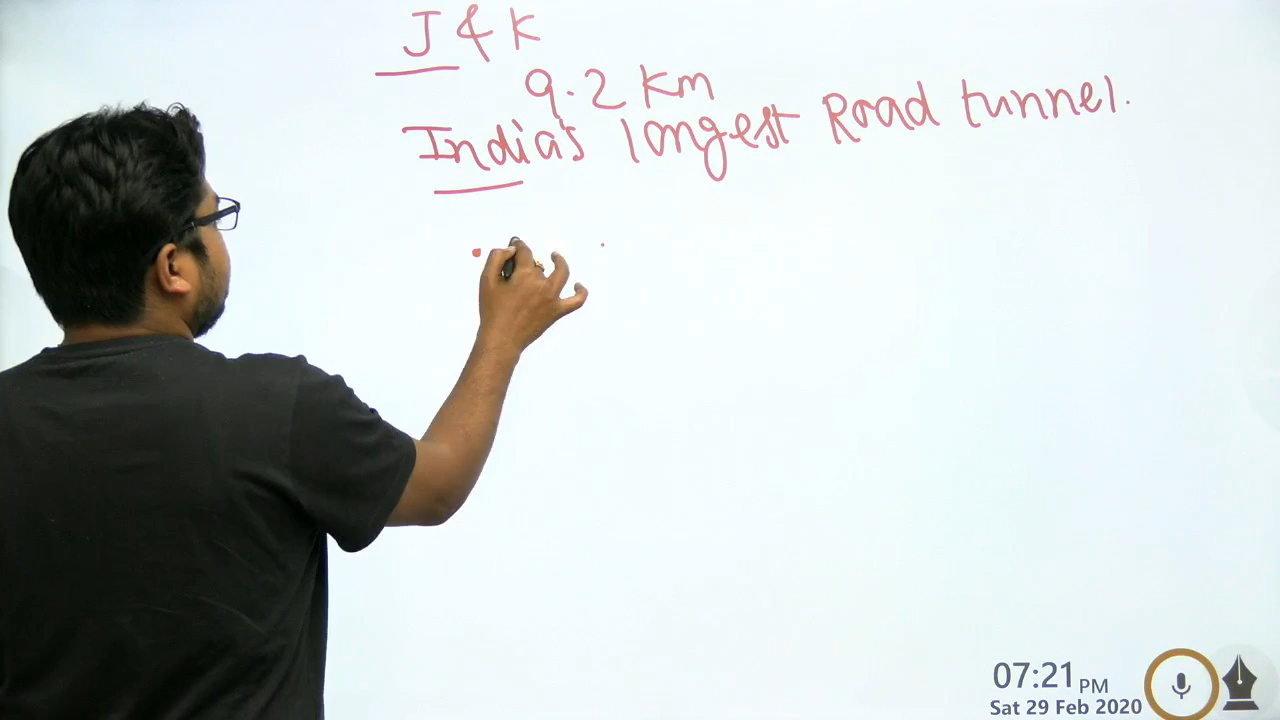 J & K
9.2 Km
India's longest Road tunnel.
07:21 PM
Sat 29 Feb 2020